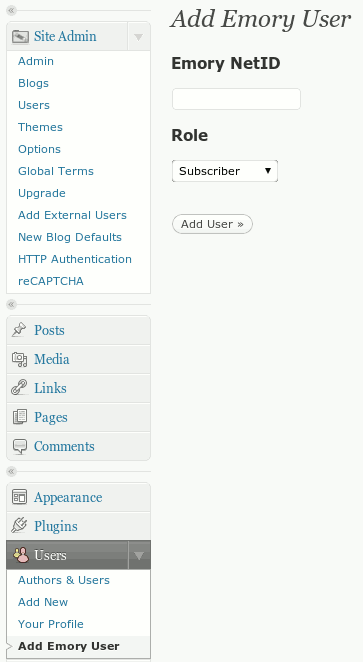 Site Admin
Admin
Blogs
Users
Themes
Options
Global Terms
Upgrade
Add External Users
New Blog Defaults
HTTP Authentication
reCAPTCHA
Posts
Media
Links
Pages
Comments
Appearance
Plugins
Users
Authors & Users
Add New
Your Profile
Add Emory User
Add Emory User
Emory NetID
Role
Subscriber
Add User »